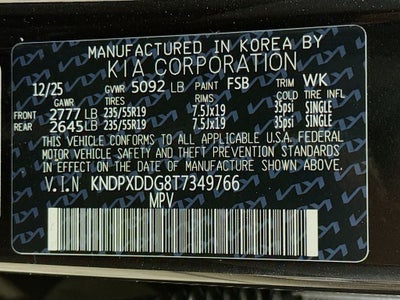 MANUFACTURED IN KOREA BY
KIA CORPORATION
12/25 GVWR 5092 LB PAINT FSB TRIM WK
GAWR TIRES RIMS COLD TIRE INFL
FRONT 2777 LB 235/55R19 7.5Jx19 35psi SINGLE
REAR 2645 LB 235/55R19 7.5Jx19 35psi SINGLE
THIS VEHICLE CONFORMS TO ALL APPLICABLE U.S.A. FEDERAL
MOTOR VEHICLE SAFETY AND BUMPER STANDARDS
IN EFFECT ON THE DATE OF MANUFACTURE SHOWN ABOVE.
V.I.N KNDPXDDG8T7349766
MPV